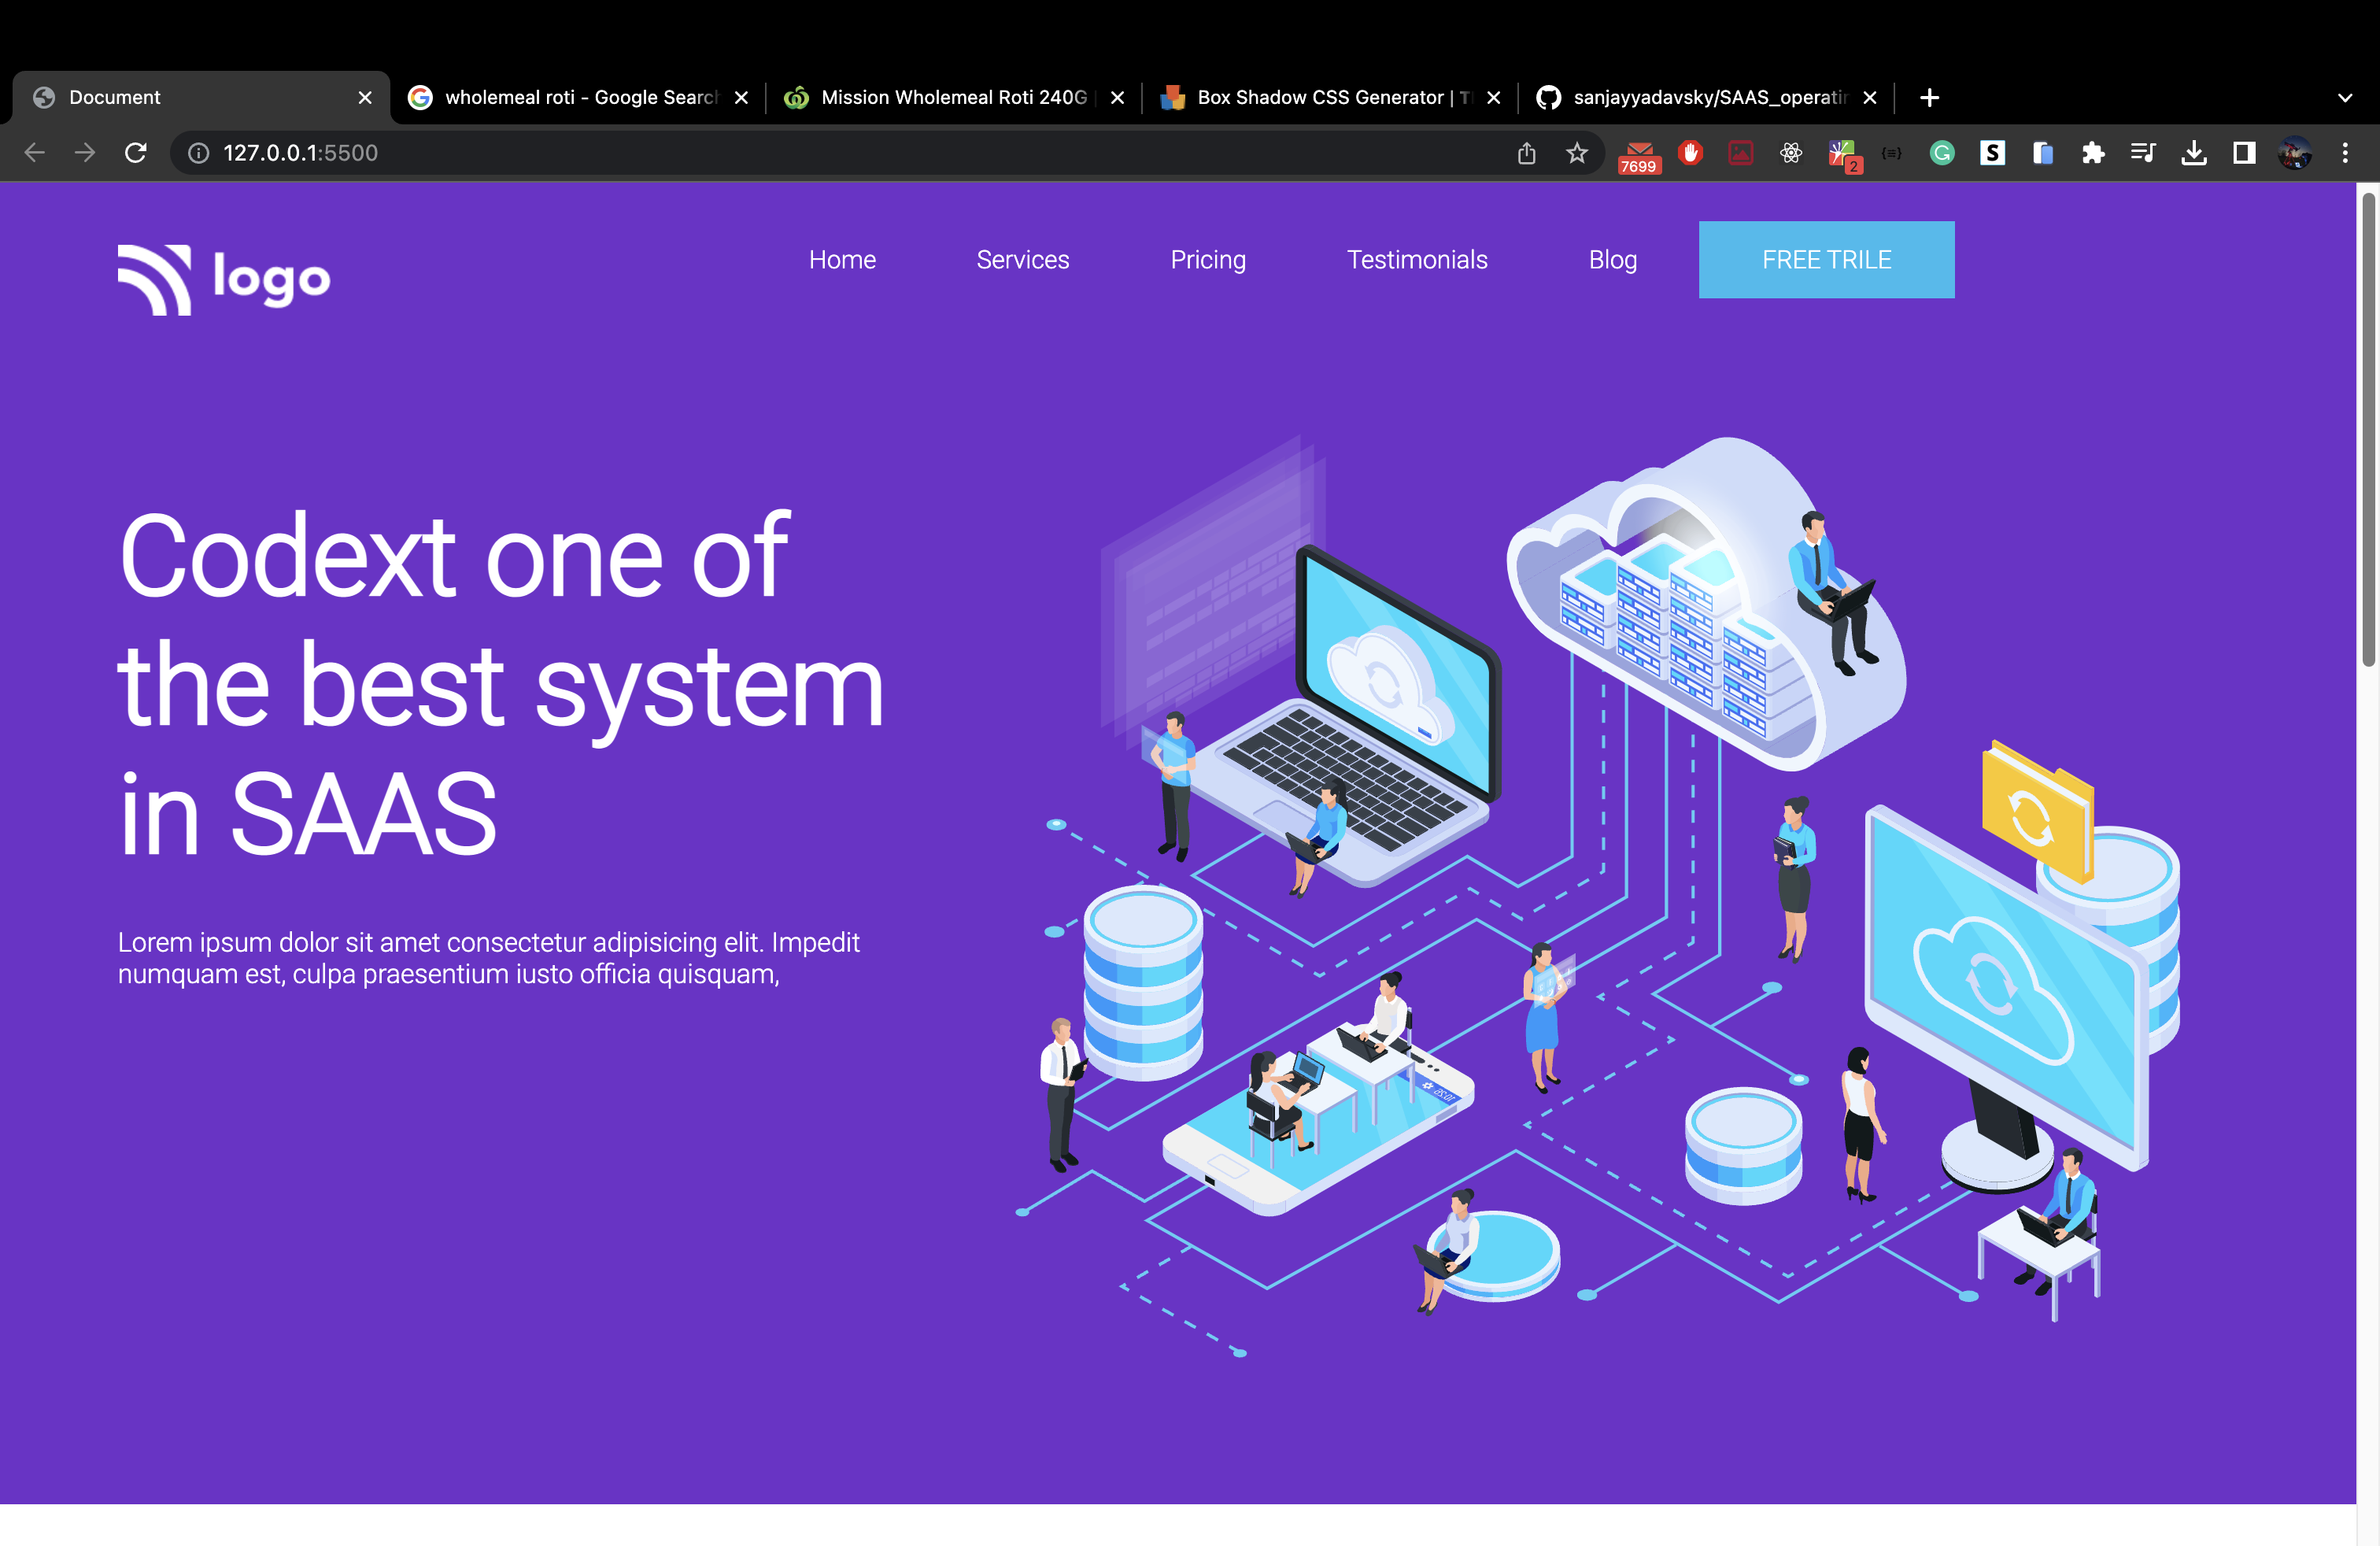 Document
wholemeal roti - Google Search
Mission Wholemeal Roti 240G
Box Shadow CSS Generator |
sanjayyadavsky/SAAS_operatin
127.0.0.1:5500
7699
2
logo
Home
Services
Pricing
Testimonials
Blog
FREE TRILE
Codext one of
the best system
in SAAS
Lorem ipsum dolor sit amet consectetur adipisicing elit. Impedit
numquam est, culpa praesentium iusto officia quisquam,